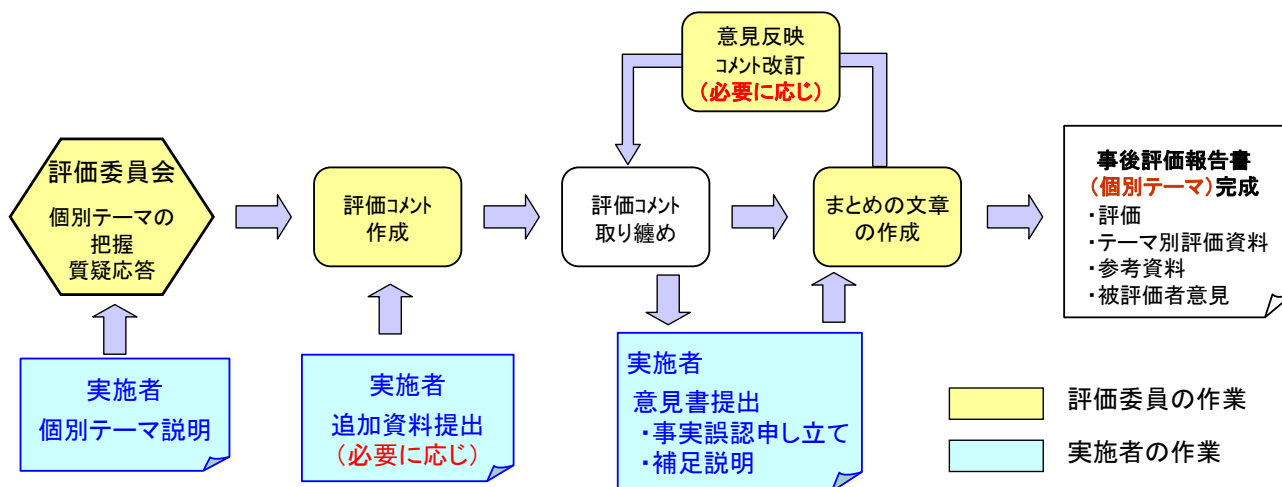 意見反映
コメント改訂
(必要に応じ)
評価委員会
個別テーマの
把握
質疑応答
評価コメント
作成
評価コメント
取り纏め
まとめの文章
の作成
事後評価報告書
(個別テーマ)完成
・評価
・テーマ別評価資料
・参考資料
・被評価者意見
実施者
個別テーマ説明
実施者
追加資料提出
(必要に応じ)
実施者
意見書提出
・事実誤認申し立て
・補足説明
評価委員の作業
実施者の作業